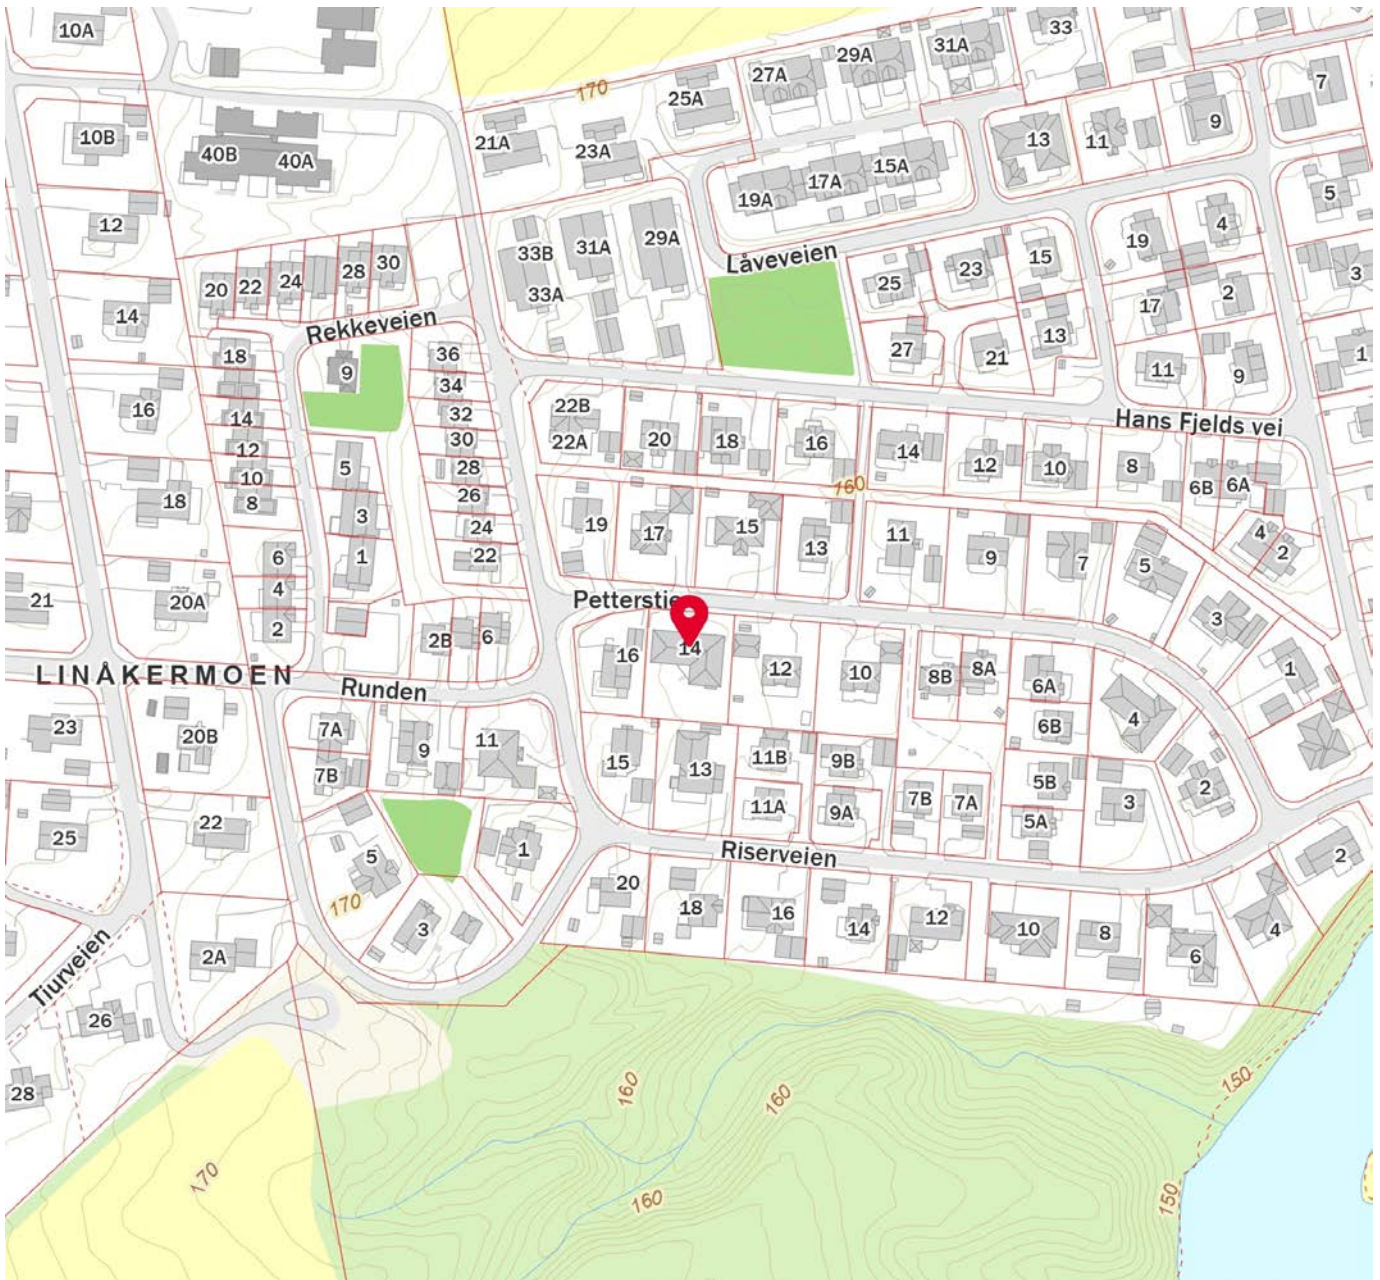 10A
33
29A
31A
27A
7
170
25A
9
10B
21A
23A
13
11
40B
40A
15A
17A
19A
5
12
4
33B
31A
29A
19
15
Låveveien
23
3
30
28
24
22
20
25
33A
2
17
14
Rekkeveien
13
27
21
1
18
36
9
34
11
9
16
22B
32
14
Hans Fjelds vei
22A
20
18
16
14
30
12
5
28
12
10
8
10
160
6B
6A
18
8
26
3
19
17
15
24
13
11
4
6
1
22
9
7
5
2
4
20A
21
Petterstie
2
3
2B
6
14
16
12
10
8B
8A
6A
1
LINÅKERMOEN
Runden
4
23
20B
7A
9
11
6B
15
13
11B
9B
7B
5B
2
25
22
11A
9A
7B
7A
3
5A
5
1
Riserveien
2
170
20
18
16
14
12
3
10
8
4
2A
6
Tiurveien
26
28
160
160
150
170
160
150